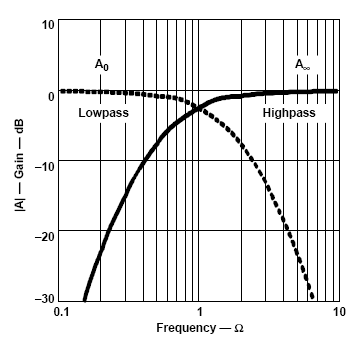 10
A₀
A∞
0
Lowpass
Highpass
−10
−20
−30
|A| — Gain — dB
0.1
1
10
Frequency — Ω